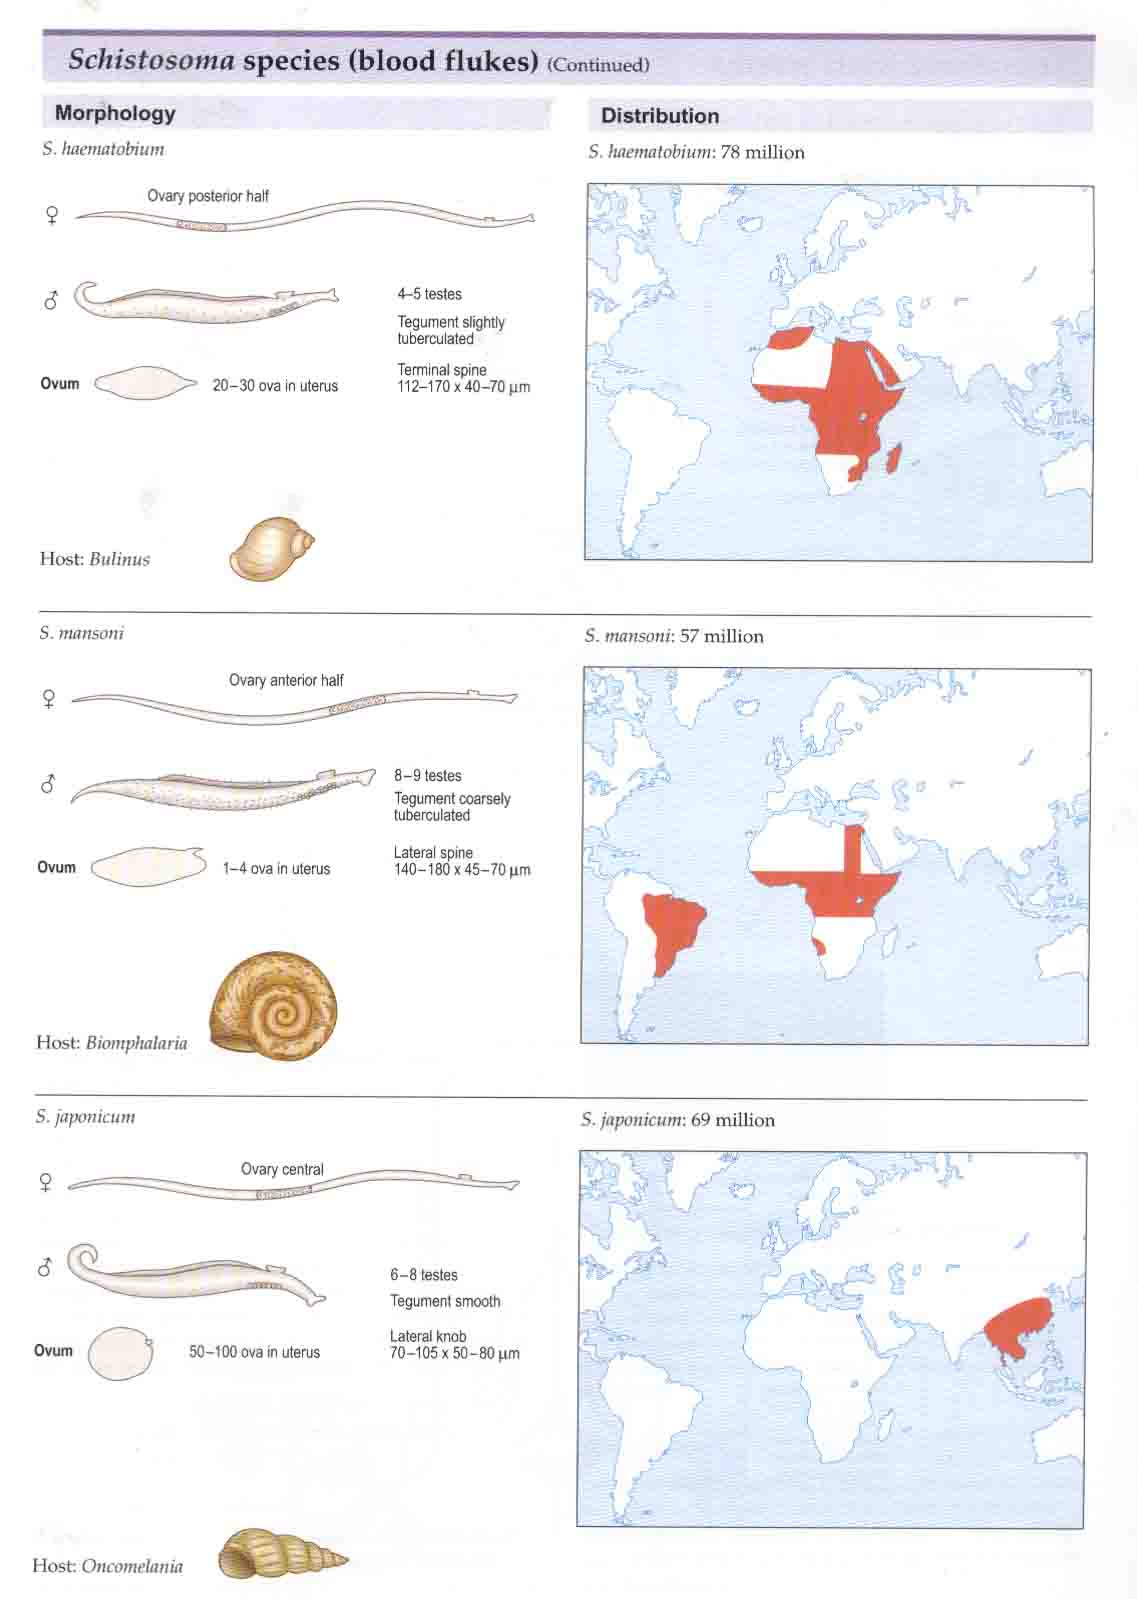 Schistosoma species (blood flukes) (Continued)
Morphology
S. haematobium
Ovary posterior half
♀
♂
4–5 testes
Tegument slightly
tuberculated
Ovum
20–30 ova in uterus
Terminal spine
112–170 x 40–70 µm
Host: Bulinus
Distribution
S. haematobium: 78 million
S. mansoni
Ovary anterior half
♀
♂
8–9 testes
Tegument coarsely
tuberculated
Ovum
1–4 ova in uterus
Lateral spine
140–180 x 45–70 µm
Host: Biomphalaria
S. mansoni: 57 million
S. japonicum
Ovary central
♀
♂
6–8 testes
Tegument smooth
Ovum
50–100 ova in uterus
Lateral knob
70–105 x 50–80 µm
Host: Oncomelania
S. japonicum: 69 million